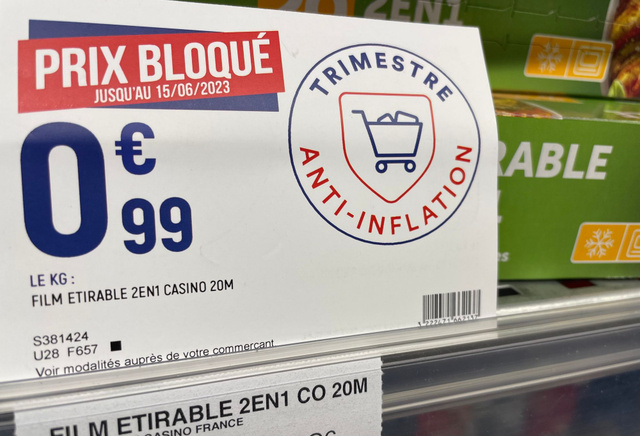 2EN1
PRIX BLOQUÉ
JUSQU'AU 15/06/2023
TRIMESTRE
ANTI-INFLATION
0€99
RABLE
LE KG :
FILM ETIRABLE 2EN1 CASINO 20M
S381424
U28 F657
Voir modalités auprès de votre commerçant
FILM ETIRABLE 2EN1 CO 20M
CASINO FRANCE